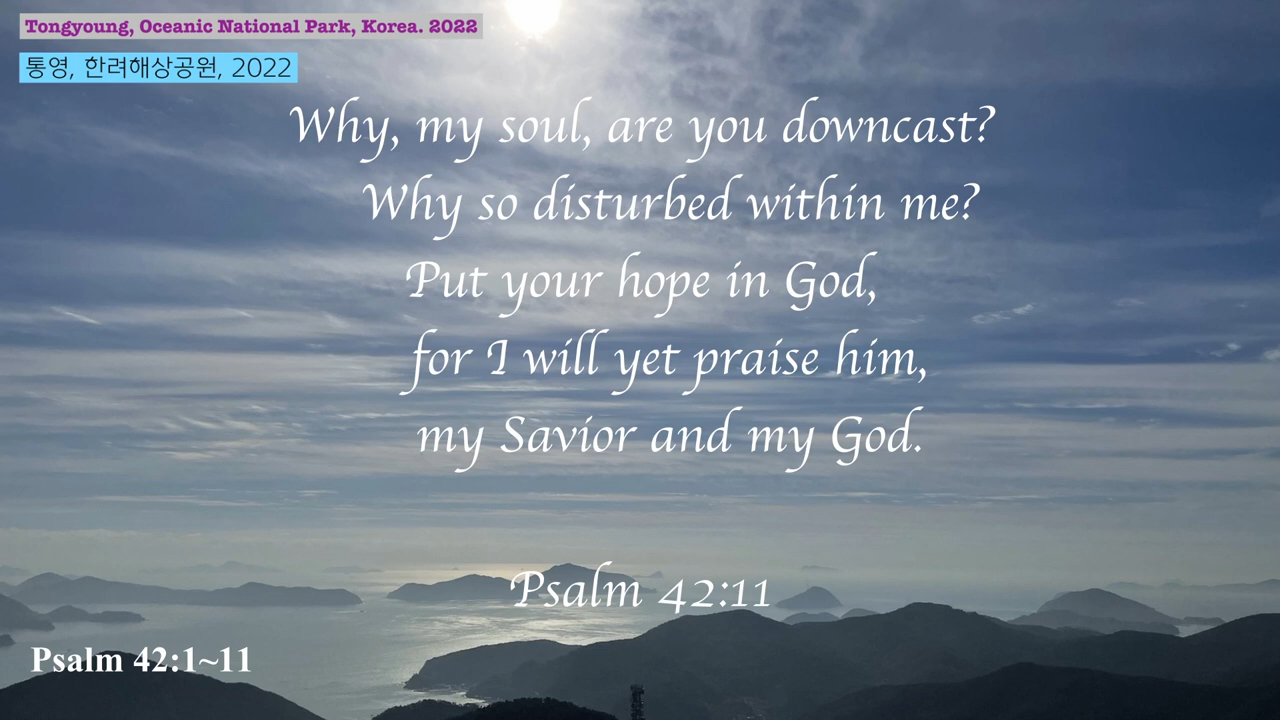 Tongyoung, Oceanic National Park, Korea. 2022
통영, 한려해상공원, 2022
Why, my soul, are you downcast?
Why so disturbed within me?
Put your hope in God,
for I will yet praise him,
my Savior and my God.
Psalm 42:11
Psalm 42:1~11